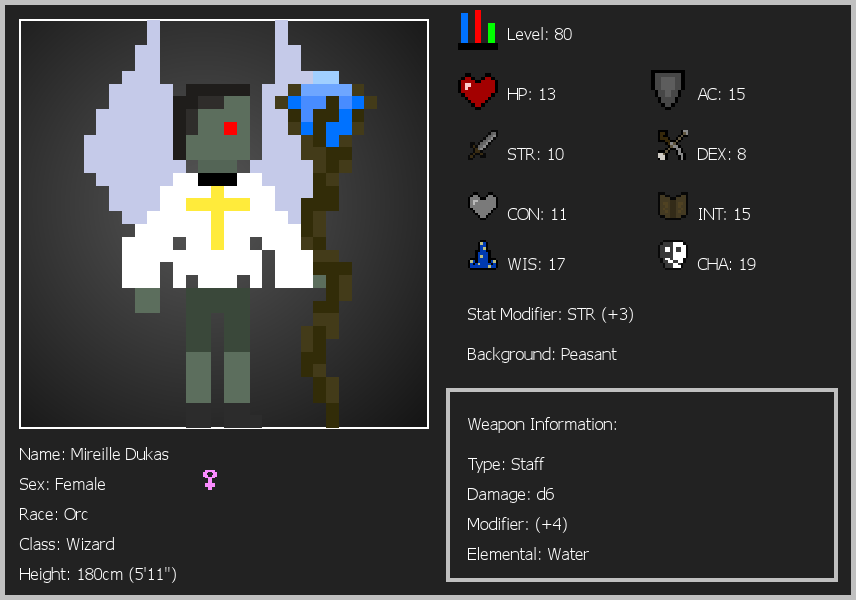 Level: 80
HP: 13
AC: 15
STR: 10
DEX: 8
CON: 11
INT: 15
WIS: 17
CHA: 19
Stat Modifier: STR (+3)
Background: Peasant
Weapon Information:
Type: Staff
Damage: d6
Modifier: (+4)
Elemental: Water
Name: Mireille Dukas
Sex: Female
Race: Orc
Class: Wizard
Height: 180cm (5'11")